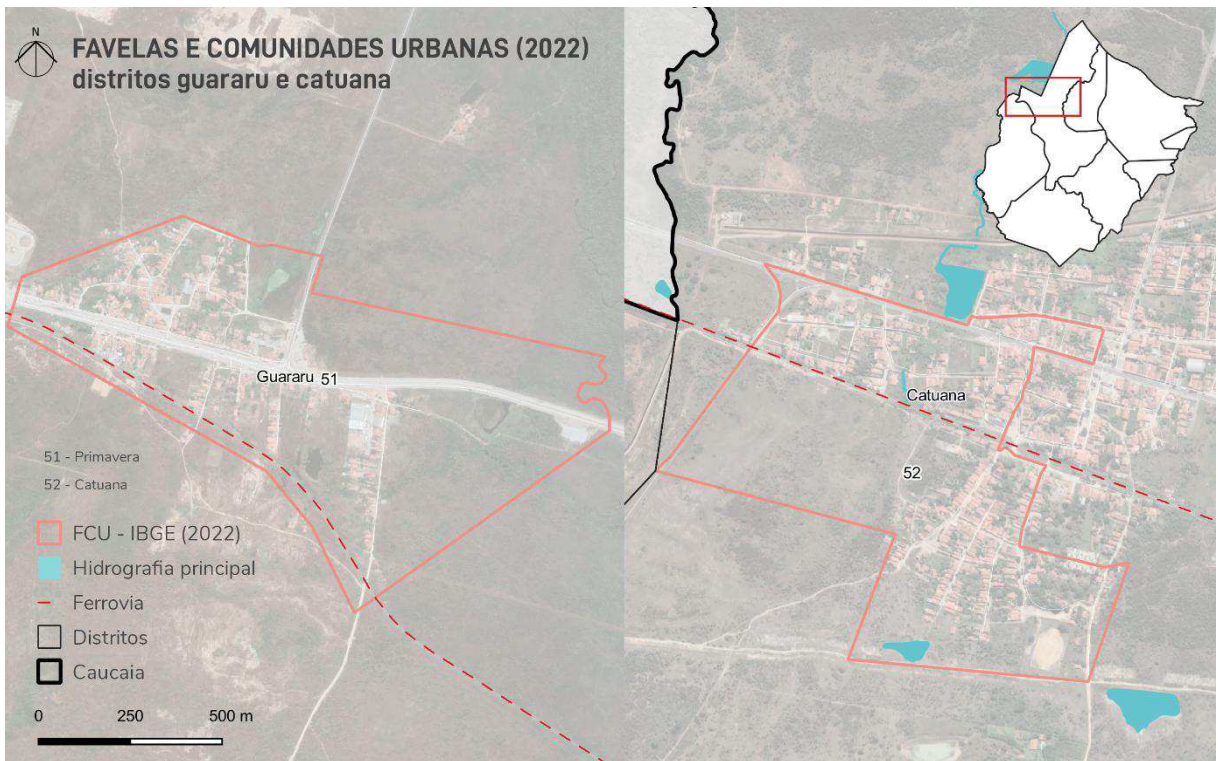 N
FAVELAS E COMUNIDADES URBANAS (2022)
distritos guararu e catuana
Guararu 51
Catuana
52
51 - Primavera
52 - Catuana
FCU - IBGE (2022)
Hidrografia principal
Ferrovia
Distritos
Caucaia
0 250 500 m